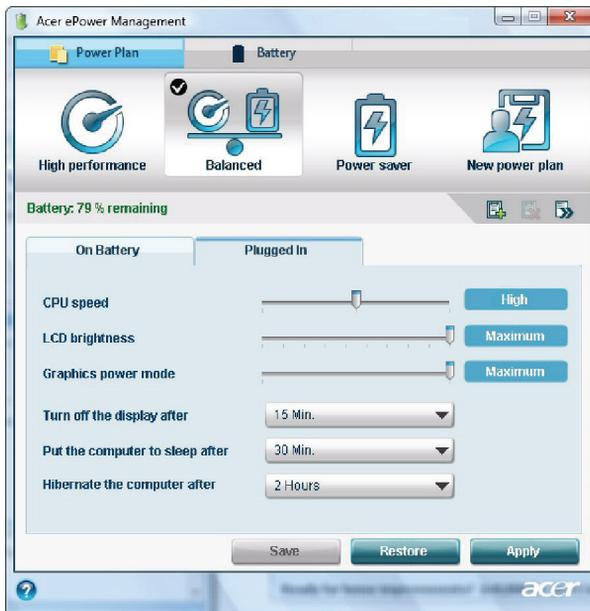 Acer ePower Management
Power Plan Battery
High performance Balanced Power saver New power plan
Battery: 79 % remaining
On Battery Plugged In
CPU speed High
LCD brightness Maximum
Graphics power mode Maximum
Turn off the display after 15 Min.
Put the computer to sleep after 30 Min.
Hibernate the computer after 2 Hours
Save Restore Apply
? acer